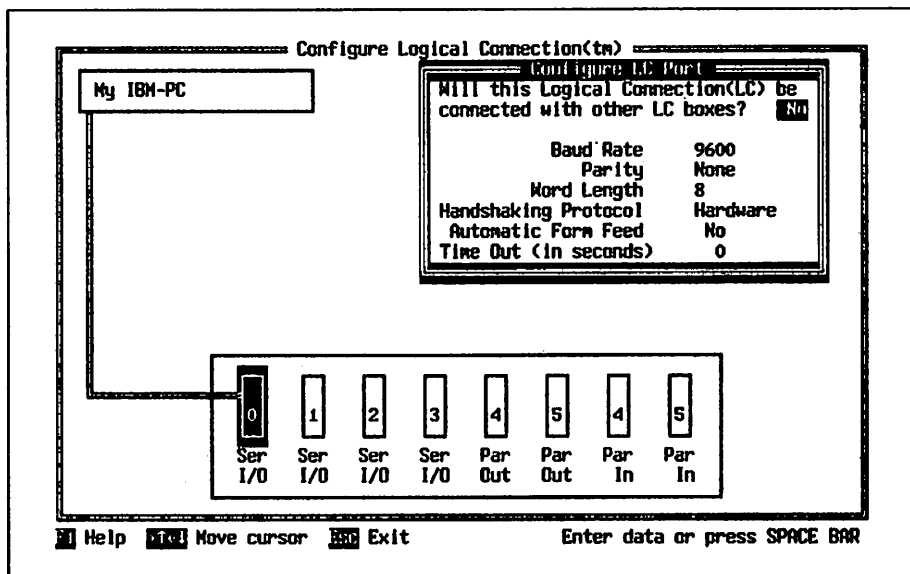 Configure Logical Connection(tm)
My IBM-PC
Configure LC Port
Will this Logical Connection(LC) be
connected with other LC boxes? No
Baud Rate 9600
Parity None
Word Length 8
Handshaking Protocol Hardware
Automatic Form Feed No
Time Out (in seconds) 0
0 1 2 3 4 5 4 5
Ser Ser Ser Ser Par Par Par Par
I/O I/O I/O I/O Out Out In In
F1 Help Move cursor ESC Exit Enter data or press SPACE BAR